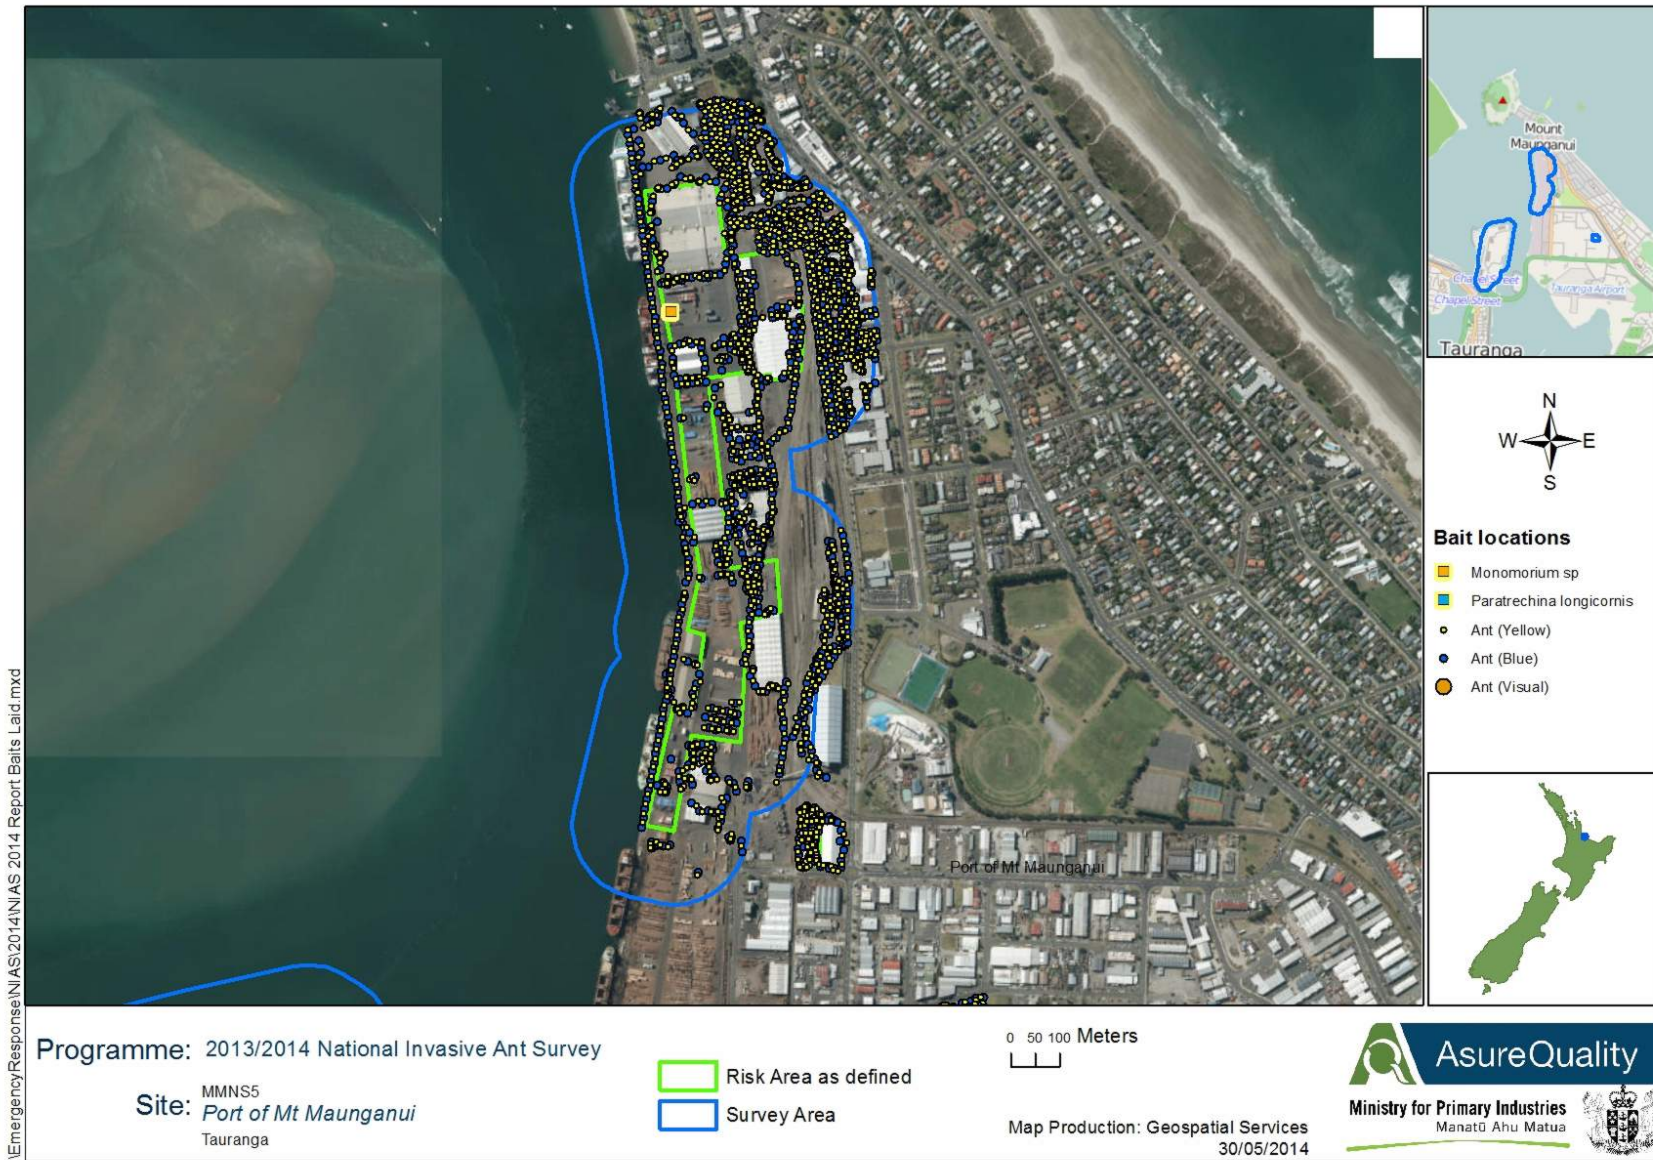 \EmergencyResponse\NIAS\2014\NIAS 2014 Report Baits Laid.mxd
Port of Mt Maunganui
Mount
Maunganui
Chapel Street
Chapel Street
Tauranga Airport
Tauranga
N
W E
S
Bait locations
Monomorium sp
Paratrechina longicornis
Ant (Yellow)
Ant (Blue)
Ant (Visual)
Programme: 2013/2014 National Invasive Ant Survey
Site: MMNS5
Port of Mt Maunganui
Tauranga
Risk Area as defined
Survey Area
0 50 100 Meters
Map Production: Geospatial Services
30/05/2014
AsureQuality
Ministry for Primary Industries
Manatū Ahu Matua